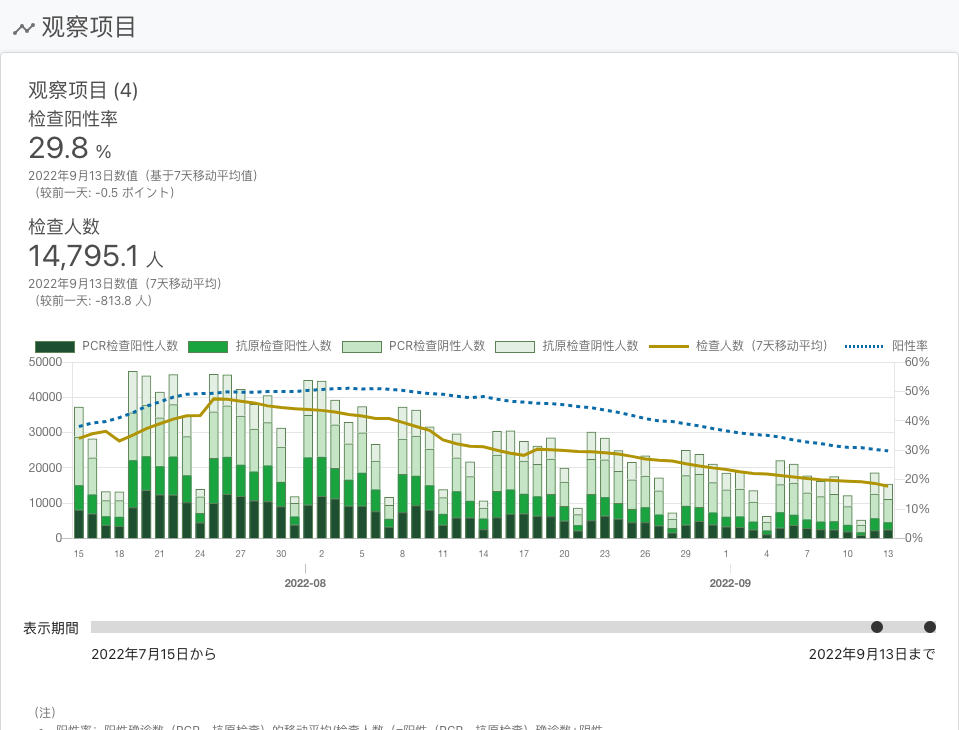 观察项目
观察项目 (4)
检查阳性率
29.8 %
2022年9月13日数值（基于7天移动平均值）
（较前一天: -0.5 ポイント）
检查人数
14,795.1 人
2022年9月13日数值（7天移动平均）
（较前一天: -813.8 人）
PCR检查阳性人数 抗原检查阳性人数 PCR检查阴性人数 抗原检查阴性人数 检查人数（7天移动平均） 阳性率
50000 60%
40000 50%
30000 40%
20000 30%
10000 20%
0 10%
0%
15 18 21 24 27 30 2 5 8 11 14 17 20 23 26 29 1 4 7 10 13
2022-08 2022-09
表示期間
2022年7月15日から 2022年9月13日まで
（注）